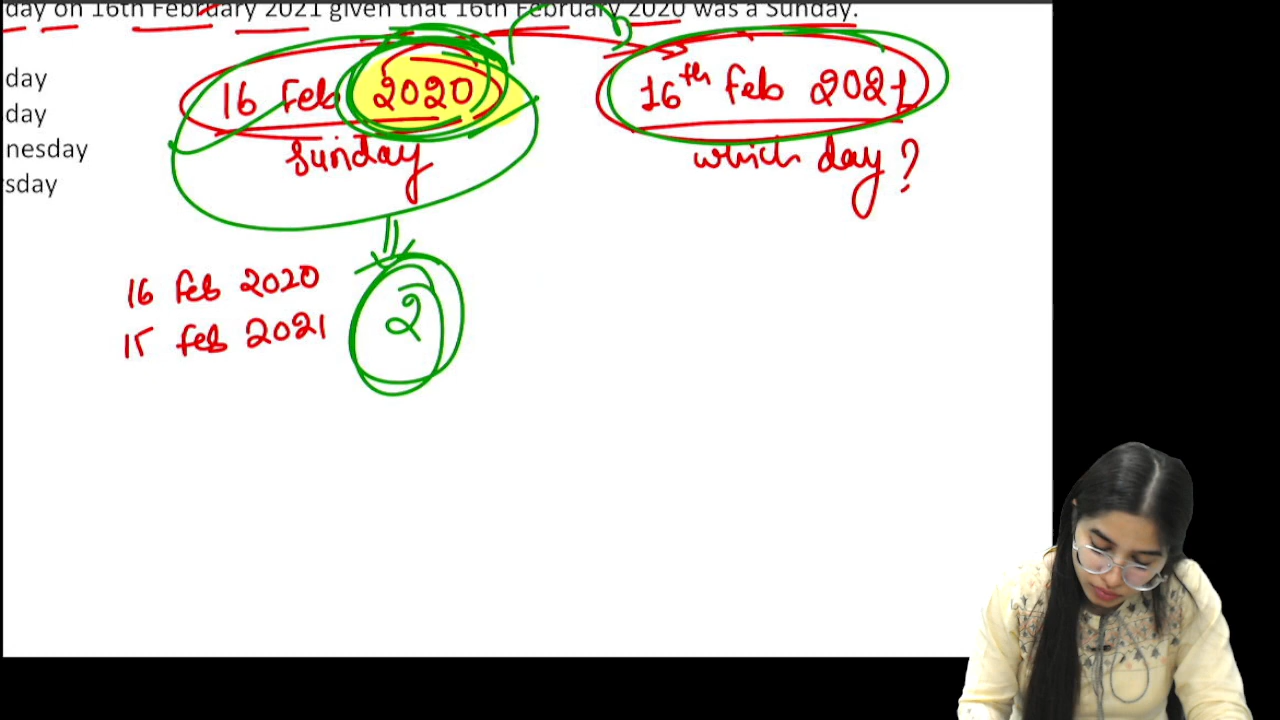 day on 16th February 2021 given that 16th February 2020 was a Sunday.
day
day
nesday
sday
16 Feb 2020
16th Feb 2021
Sunday
which day?
16 Feb 2020
15 Feb 2021
2